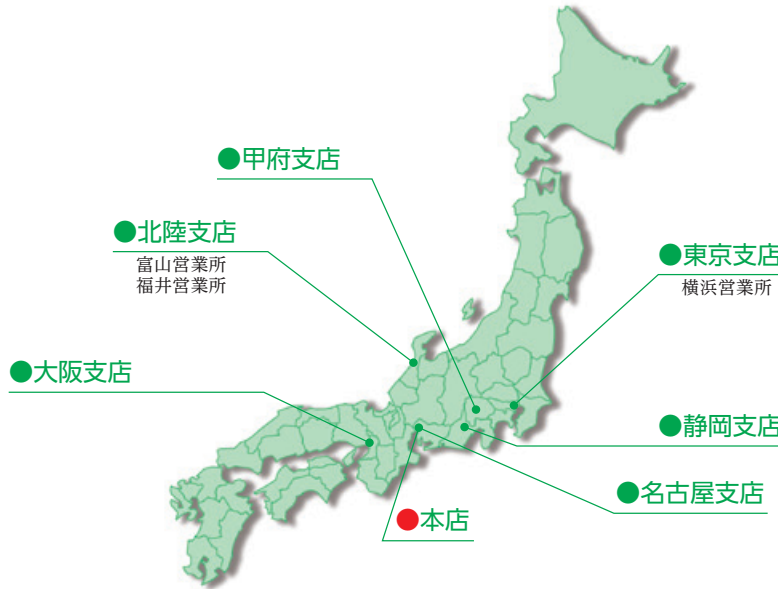 ●甲府支店
●北陸支店
富山営業所
福井営業所
●東京支店
横浜営業所
●大阪支店
●静岡支店
●名古屋支店
●本店